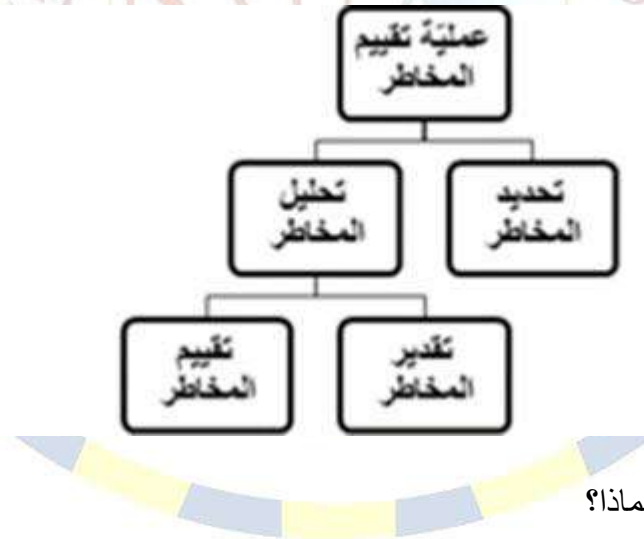 عمليّة تقييم
المخاطر
تحديد
المخاطر
تحليل
المخاطر
تقدير
المخاطر
تقييم
المخاطر
ماذا؟